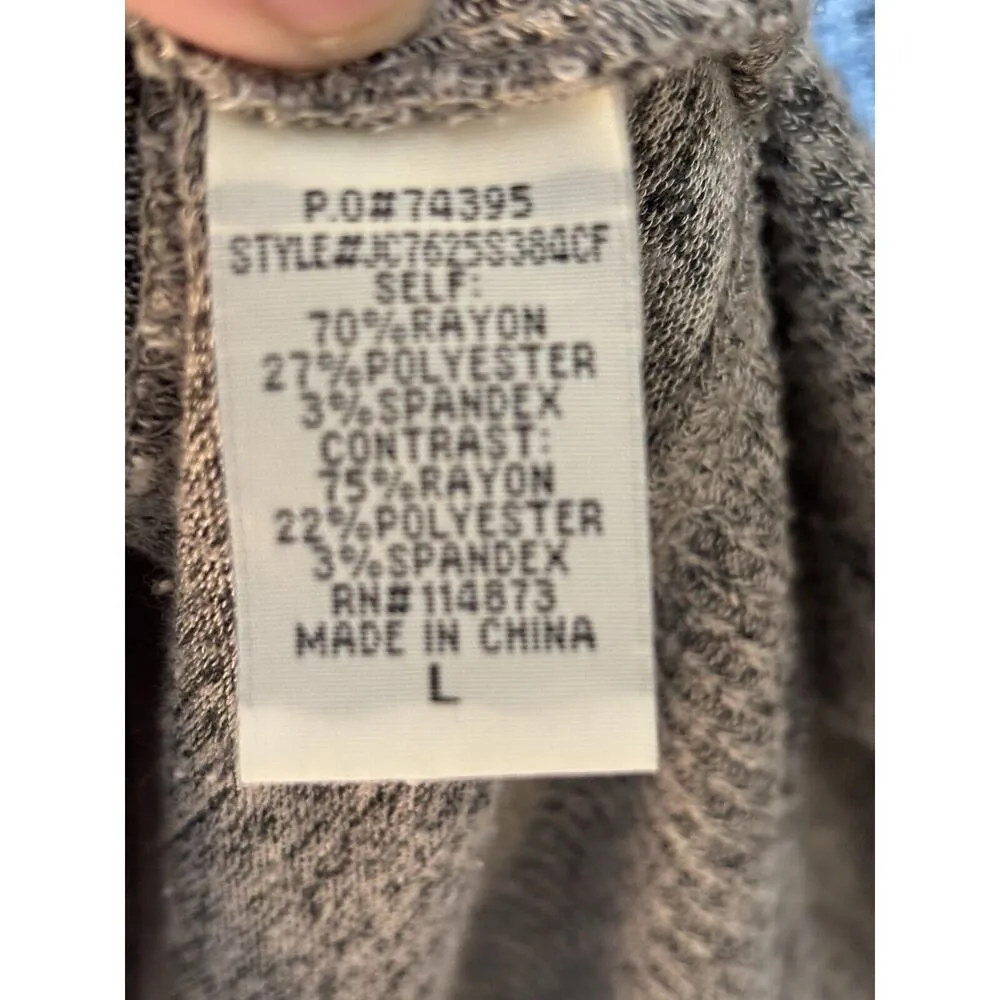 P.O#74395
STYLE#JC7625S384CF
SELF:
70%RAYON
27%POLYESTER
3%SPANDEX
CONTRAST:
75%RAYON
22%POLYESTER
3%SPANDEX
RN#114873
MADE IN CHINA
L